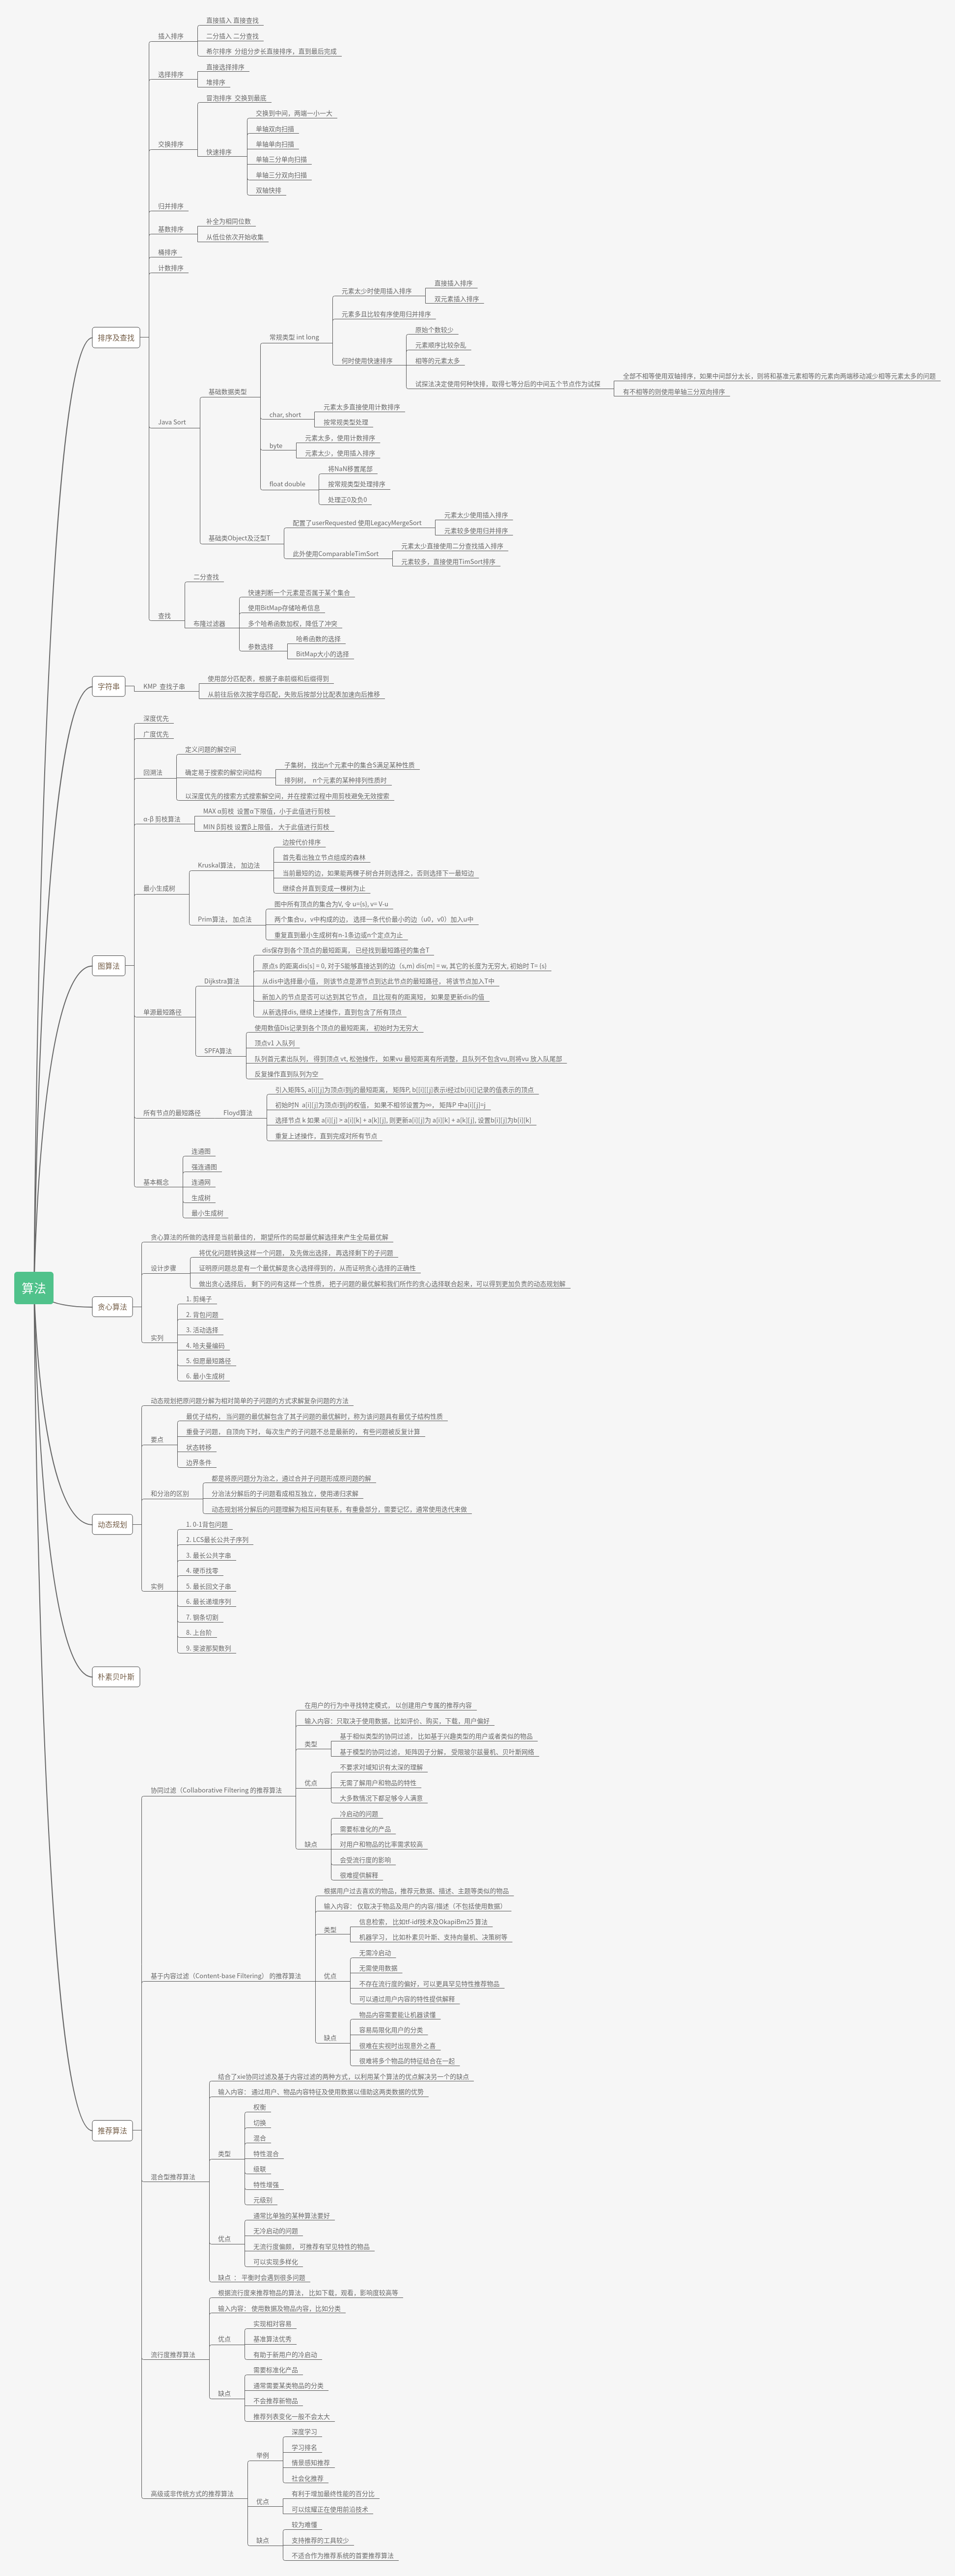 算法
排序及查找
插入排序
直接插入 直接查找
二分插入 二分查找
希尔排序 分组分步长直接排序，直到最后完成
选择排序
直接选择排序
堆排序
交换排序
冒泡排序 交换到最底
快速排序
交换到中间，两端一小一大
单轴双向扫描
单轴单向扫描
单轴三分单向扫描
单轴三分双向扫描
双轴快排
归并排序
基数排序
补全为相同位数
从低位依次开始收集
桶排序
计数排序
Java Sort
基础数据类型
常规类型 int long
元素太少时使用插入排序
直接插入排序
双元素插入排序
元素多且比较有序使用归并排序
何时使用快速排序
原始个数较少
元素顺序比较杂乱
相等的元素太多
试探法决定使用何种快排，取得七等分后的中间五个节点作为试探
全部不相等使用双轴排序，如果中间部分太长，则将和基准元素相等的元素向两端移动减少相等元素太多的问题
有不相等的则使用单轴三分双向排序
char, short
元素太多直接使用计数排序
按常规类型处理
byte
元素太多，使用计数排序
元素太少，使用插入排序
float double
将NaN移置尾部
按常规类型处理排序
处理正0及负0
基础类Object及泛型T
配置了userRequested 使用LegacyMergeSort
元素太少使用插入排序
元素较多使用归并排序
此外使用ComparableTimSort
元素太少直接使用二分查找插入排序
元素较多，直接使用TimSort排序
查找
二分查找
布隆过滤器
快速判断一个元素是否属于某个集合
使用BitMap存储哈希信息
多个哈希函数加权，降低了冲突
参数选择
哈希函数的选择
BitMap大小的选择
字符串
KMP 查找子串
使用部分匹配表，根据子串前缀和后缀得到
从前往后依次按字母匹配，失败后按部分比配表加速向后推移
图算法
深度优先
广度优先
回溯法
定义问题的解空间
确定易于搜索的解空间结构
子集树， 找出n个元素中的集合S满足某种性质
排列树， n个元素的某种排列性质时
以深度优先的搜索方式搜索解空间，并在搜索过程中用剪枝避免无效搜索
α-β 剪枝算法
MAX α剪枝 设置α下限值，小于此值进行剪枝
MIN β剪枝 设置β上限值， 大于此值进行剪枝
最小生成树
Kruskal算法， 加边法
边按代价排序
首先看出独立节点组成的森林
当前最短的边，如果能两棵子树合并则选择之，否则选择下一最短边
继续合并直到变成一棵树为止
Prim算法， 加点法
图中所有顶点的集合为V, 令 u={s}, v= V-u
两个集合u，v中构成的边， 选择一条代价最小的边（u0，v0）加入u中
重复直到最小生成树有n-1条边或n个定点为止
单源最短路径
Dijkstra算法
dis保存到各个顶点的最短距离， 已经找到最短路径的集合T
原点s 的距离dis[s] = 0, 对于S能够直接达到的边（s,m) dis[m] = w, 其它的长度为无穷大, 初始时 T= {s}
从dis中选择最小值， 则该节点是源节点到达此节点的最短路径， 将该节点加入T中
新加入的节点是否可以达到其它节点， 且比现有的距离短， 如果是更新dis的值
从新选择dis, 继续上述操作，直到包含了所有顶点
SPFA算法
使用数值Dis记录到各个顶点的最短距离， 初始时为无穷大
顶点v1 入队列
队列首元素出队列， 得到顶点 vt, 松弛操作， 如果vu 最短距离有所调整，且队列不包含vu,则将vu 放入队尾部
反复操作直到队列为空
所有节点的最短路径
Floyd算法
引入矩阵S, a[i][j]为顶点i到j的最短距离， 矩阵P, b[i][j]表示i经过b[i]i[]记录的值表示的顶点
初始时N a[i][j]为顶点i到j的权值， 如果不相邻设置为∞， 矩阵P 中a[i][j]=j
选择节点 k 如果 a[i][j] > a[i][k] + a[k][j], 则更新a[i][j]为 a[i][k] + a[k][j], 设置b[i][j]为b[i][k]
重复上述操作，直到完成对所有节点
基本概念
连通图
强连通图
连通网
生成树
最小生成树
贪心算法
贪心算法的所做的选择是当前最佳的， 期望所作的局部最优解选择来产生全局最优解
设计步骤
将优化问题转换这样一个问题， 及先做出选择， 再选择剩下的子问题
证明原问题总是有一个最优解是贪心选择得到的，从而证明贪心选择的正确性
做出贪心选择后， 剩下的问有这样一个性质， 把子问题的最优解和我们所作的贪心选择联合起来，可以得到更加负责的动态规划解
实列
1. 剪绳子
2. 背包问题
3. 活动选择
4. 哈夫曼编码
5. 但愿最短路径
6. 最小生成树
动态规划
动态规划把原问题分解为相对简单的子问题的方式求解复杂问题的方法
要点
最优子结构， 当问题的最优解包含了其子问题的最优解时，称为该问题具有最优子结构性质
重叠子问题， 自顶向下时， 每次生产的子问题不总是最新的， 有些问题被反复计算
状态转移
边界条件
和分治的区别
都是将原问题分为治之，通过合并子问题形成原问题的解
分治法分解后的子问题看成相互独立，使用递归求解
动态规划将分解后的问题理解为相互间有联系，有重叠部分，需要记忆，通常使用迭代来做
实例
1. 0-1背包问题
2. LCS最长公共子序列
3. 最长公共字串
4. 硬币找零
5. 最长回文子串
6. 最长递增序列
7. 钢条切割
8. 上台阶
9. 斐波那契数列
朴素贝叶斯
推荐算法
协同过滤（Collaborative Filtering 的推荐算法
在用户的行为中寻找特定模式， 以创建用户专属的推荐内容
输入内容：只取决于使用数据，比如评价、购买，下载，用户偏好
类型
基于相似类型的协同过滤， 比如基于兴趣类型的用户或者类似的物品
基于模型的协同过滤， 矩阵因子分解， 受限玻尔兹曼机、贝叶斯网络
优点
不要求对域知识有太深的理解
无需了解用户和物品的特性
大多数情况下都足够令人满意
缺点
冷启动的问题
需要标准化的产品
对用户和物品的比率需求较高
会受流行度的影响
很难提供解释
基于内容过滤（Content-base Filtering） 的推荐算法
根据用户过去喜欢的物品，推荐元数据、描述、主题等类似的物品
输入内容： 仅取决于物品及用户的内容/描述（不包括使用数据）
类型
信息检索， 比如tf-idf技术及OkapiBm25 算法
机器学习， 比如朴素贝叶斯、支持向量机、决策树等
优点
无需冷启动
无需使用数据
不存在流行度的偏好，可以更具罕见特性推荐物品
可以通过用户内容的特性提供解释
缺点
物品内容需要能让机器读懂
容易局限化用户的分类
很难在实现时出现意外之喜
很难将多个物品的特征结合在一起
混合型推荐算法
结合了xie协同过滤及基于内容过滤的两种方式，以利用某个算法的优点解决另一个的缺点
输入内容： 通过用户、物品内容特征及使用数据以借助这两类数据的优势
类型
权衡
切换
混合
特性混合
级联
特性增强
元级别
优点
通常比单独的某种算法要好
无冷启动的问题
无流行度偏颇， 可推荐有罕见特性的物品
可以实现多样化
缺点 ： 平衡时会遇到很多问题
流行度推荐算法
根据流行度来推荐物品的算法， 比如下载，观看，影响度较高等
输入内容： 使用数据及物品内容，比如分类
优点
实现相对容易
基准算法优秀
有助于新用户的冷启动
缺点
需要标准化产品
通常需要某类物品的分类
不会推荐新物品
推荐列表变化一般不会太大
高级或非传统方式的推荐算法
举例
深度学习
学习排名
情景感知推荐
社会化推荐
优点
有利于增加最终性能的百分比
可以炫耀正在使用前沿技术
缺点
较为难懂
支持推荐的工具较少
不适合作为推荐系统的首要推荐算法